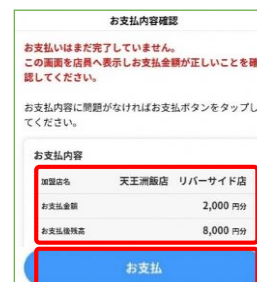 お支払内容確認
お支払いはまだ完了していません。
この画面を店員へ表示しお支払金額が正しいことを確
認してください。
お支払内容に問題がなければお支払ボタンをタップし
てください。
お支払内容
加盟店名 天王洲飯店 リバーサイド店
お支払金額 2,000 円分
お支払後残高 8,000 円分
お支払